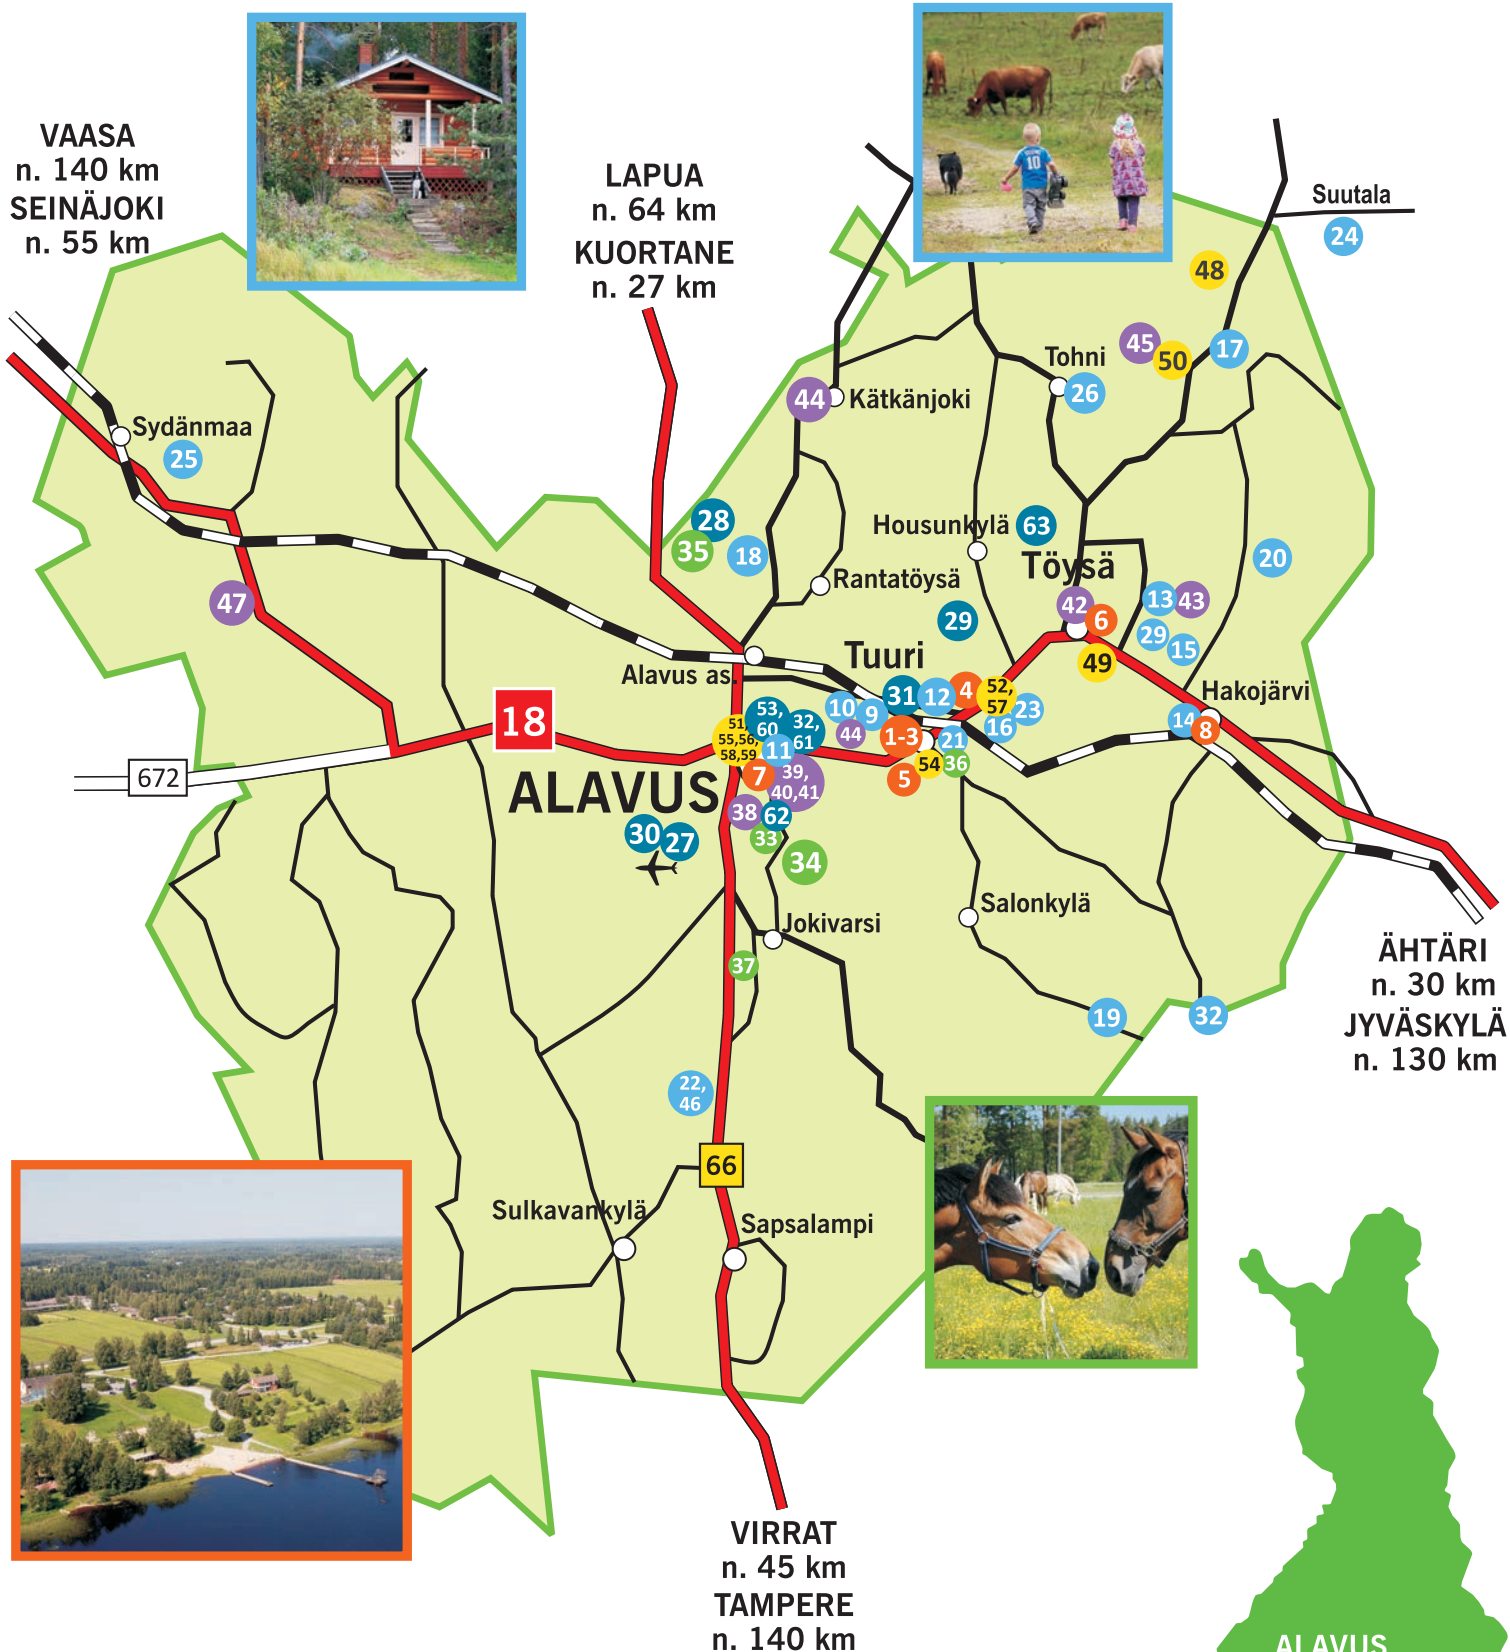 VAASA
n. 140 km
SEINÄJOKI
n. 55 km
LAPUA
n. 64 km
KUORTANE
n. 27 km
10
Suutala
24
48
45
50
17
Tohni
26
44
Kätkänjoki
Sydänmaa
25
28
35
18
Housunkylä
63
Töysä
20
Rantatöysä
47
42
6
13
43
29
29
15
49
Tuuri
Alavus as.
31
12
4
52,
57
23
16
Hakojärvi
14
8
10
9
44
1-3
21
54
36
5
18
53,
60
32,
61
51,
55,56,
58,59
11
7
39,
40,41
672
ALAVUS
38
62
33
30
27
34
Jokivarsi
Salonkylä
37
19
32
ÄHTÄRI
n. 30 km
JYVÄSKYLÄ
n. 130 km
22,
46
66
Sulkavankylä
Sapsalampi
VIRRAT
n. 45 km
TAMPERE
n. 140 km
ALAVUS